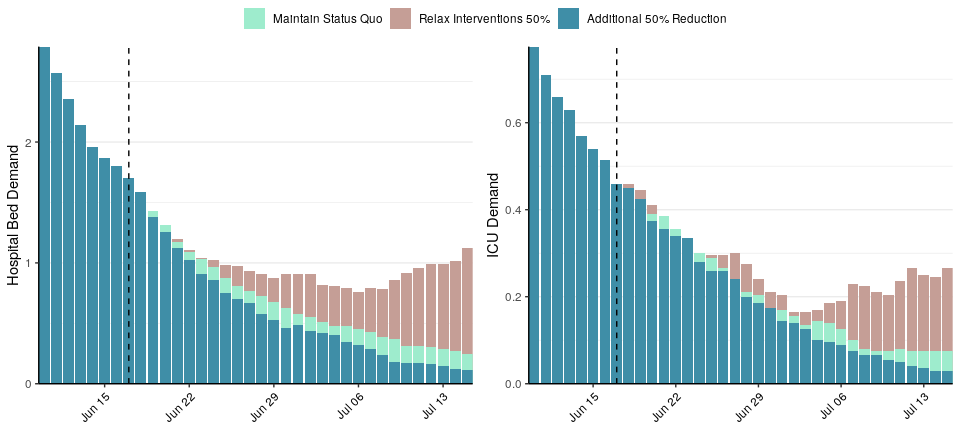 Maintain Status Quo Relax Interventions 50% Additional 50% Reduction
Hospital Bed Demand
2
1
0
Jun 15 Jun 22 Jun 29 Jul 06 Jul 13
ICU Demand
0.6
0.4
0.2
0.0
Jun 15 Jun 22 Jun 29 Jul 06 Jul 13